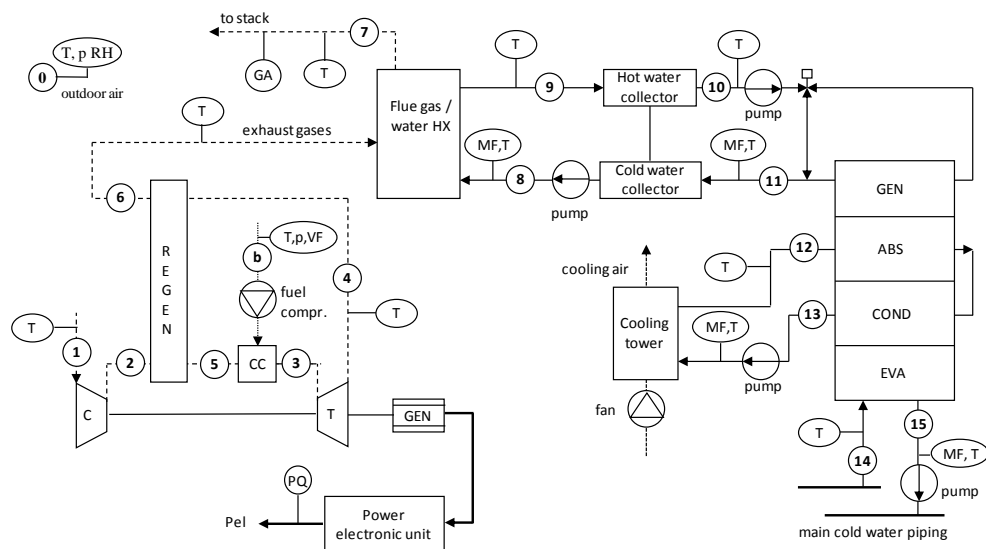 to stack
7
T, p RH
0
outdoor air
GA
T
T
exhaust gases
Flue gas /
water HX
T
9
Hot water
collector
T
10
pump
MF,T
8
pump
Cold water
collector
MF,T
11
GEN
ABS
COND
EVA
6
R
E
G
E
N
T,p,VF
b
fuel
compr.
4
T
T
1
2
5
CC
3
C
T
GEN
PQ
Pel
Power
electronic unit
cooling air
12
T
Cooling
tower
13
MF,T
pump
fan
15
T
14
MF, T
pump
main cold water piping